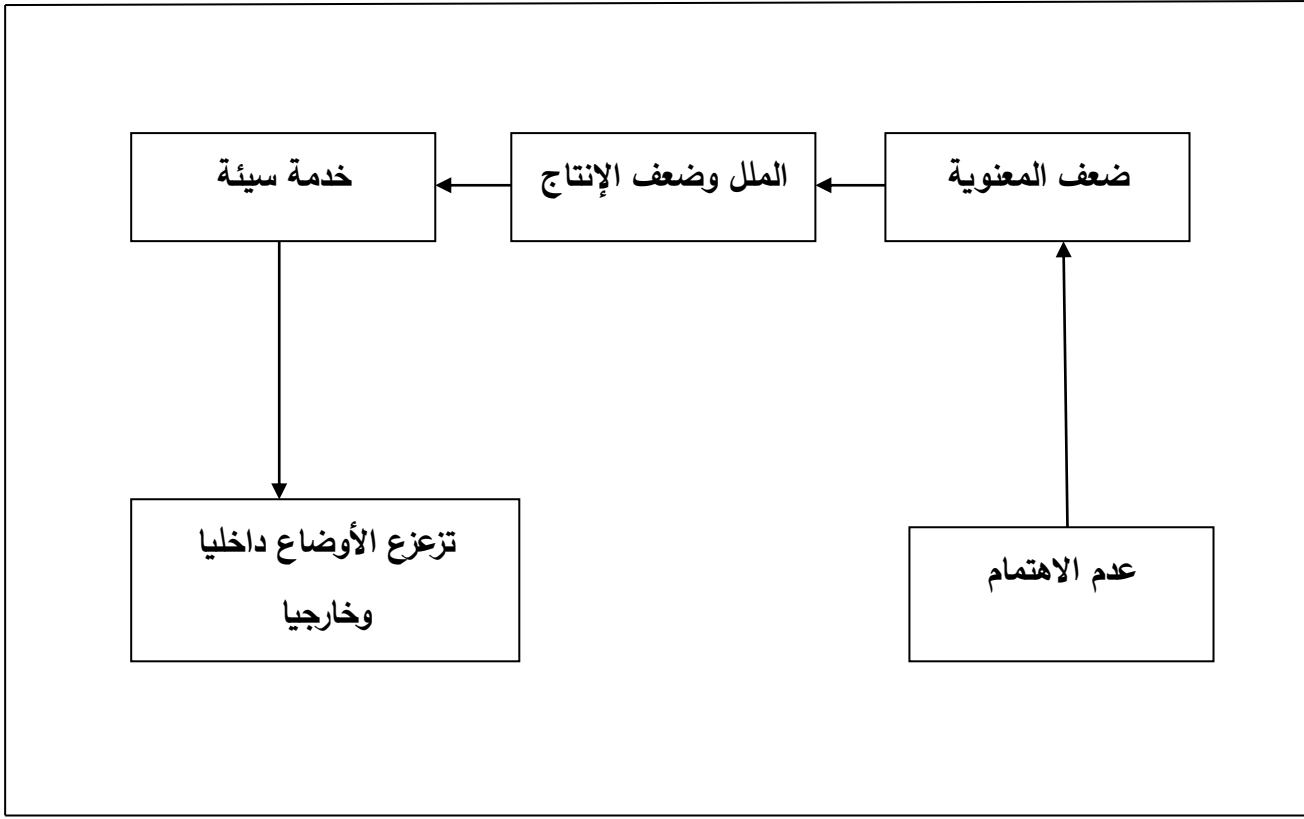 ضعف المعنوية
الملل وضعف الإنتاج
خدمة سيئة
عدم الاهتمام
تزعزع الأوضاع داخليا
وخارجيا